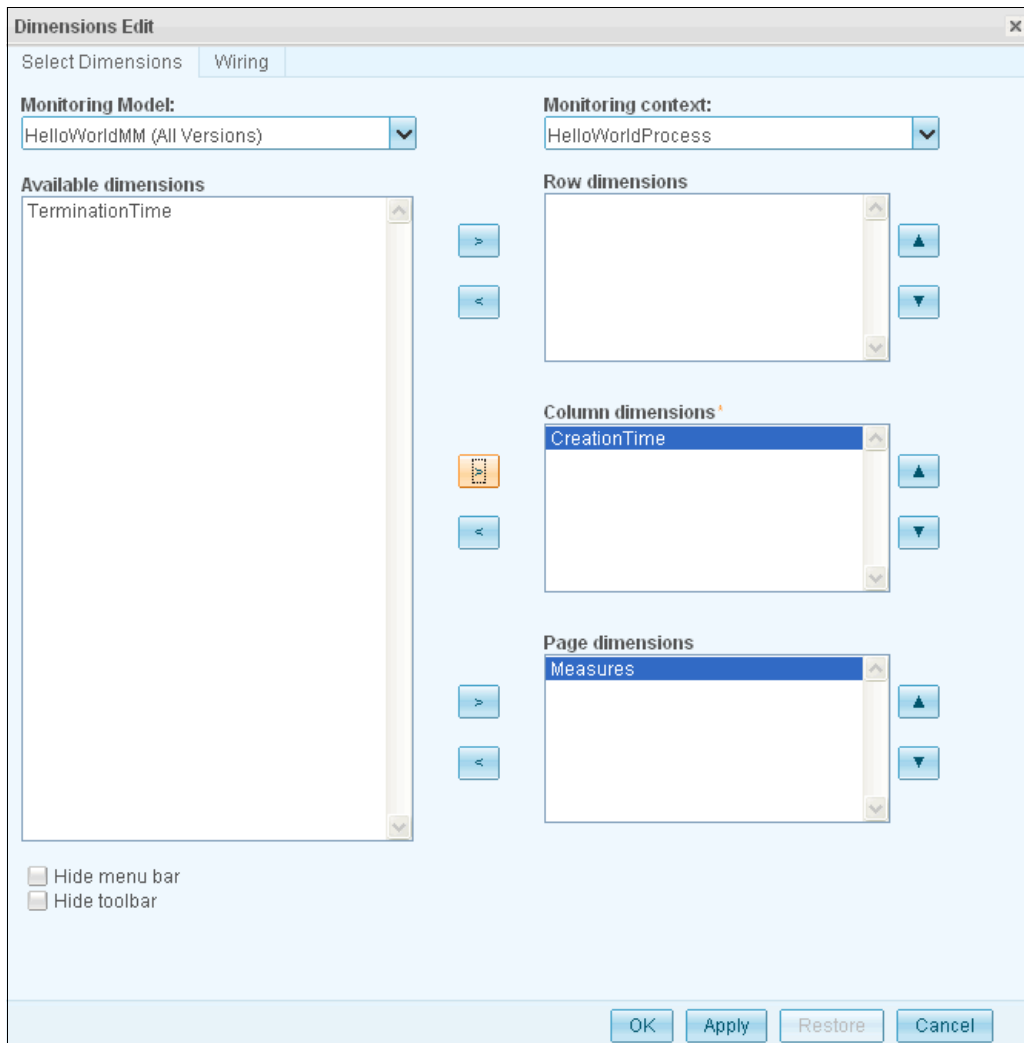 Dimensions Edit
Select Dimensions Wiring
Monitoring Model: Monitoring context:
HelloWorldMM (All Versions) HelloWorldProcess
Available dimensions Row dimensions
TerminationTime
>
<
Column dimensions*
CreationTime
>
<
Page dimensions
Measures
>
<
Hide menu bar
Hide toolbar
OK Apply Restore Cancel